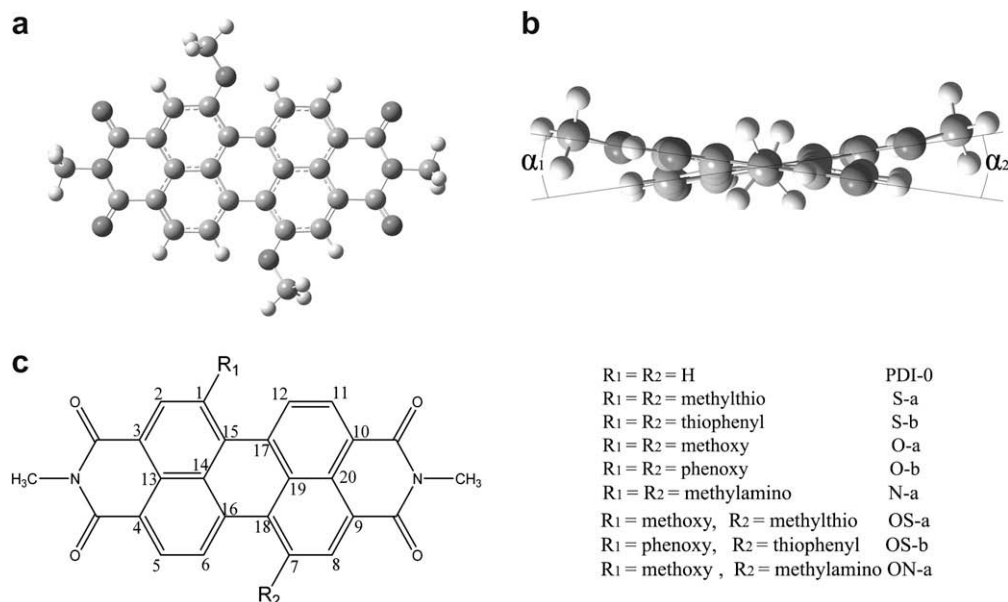 a
b
α1
α2
c
R1
2
1
12
11
O
O
3
15
10
17
14
H3C
N
13
19
20
N
CH3
16
4
18
9
O
O
5
6
7
8
R2
R1 = R2 = H PDI-0
R1 = R2 = methylthio S-a
R1 = R2 = thiophenyl S-b
R1 = R2 = methoxy O-a
R1 = R2 = phenoxy O-b
R1 = R2 = methylamino N-a
R1 = methoxy, R2 = methylthio OS-a
R1 = phenoxy, R2 = thiophenyl OS-b
R1 = methoxy , R2 = methylamino ON-a